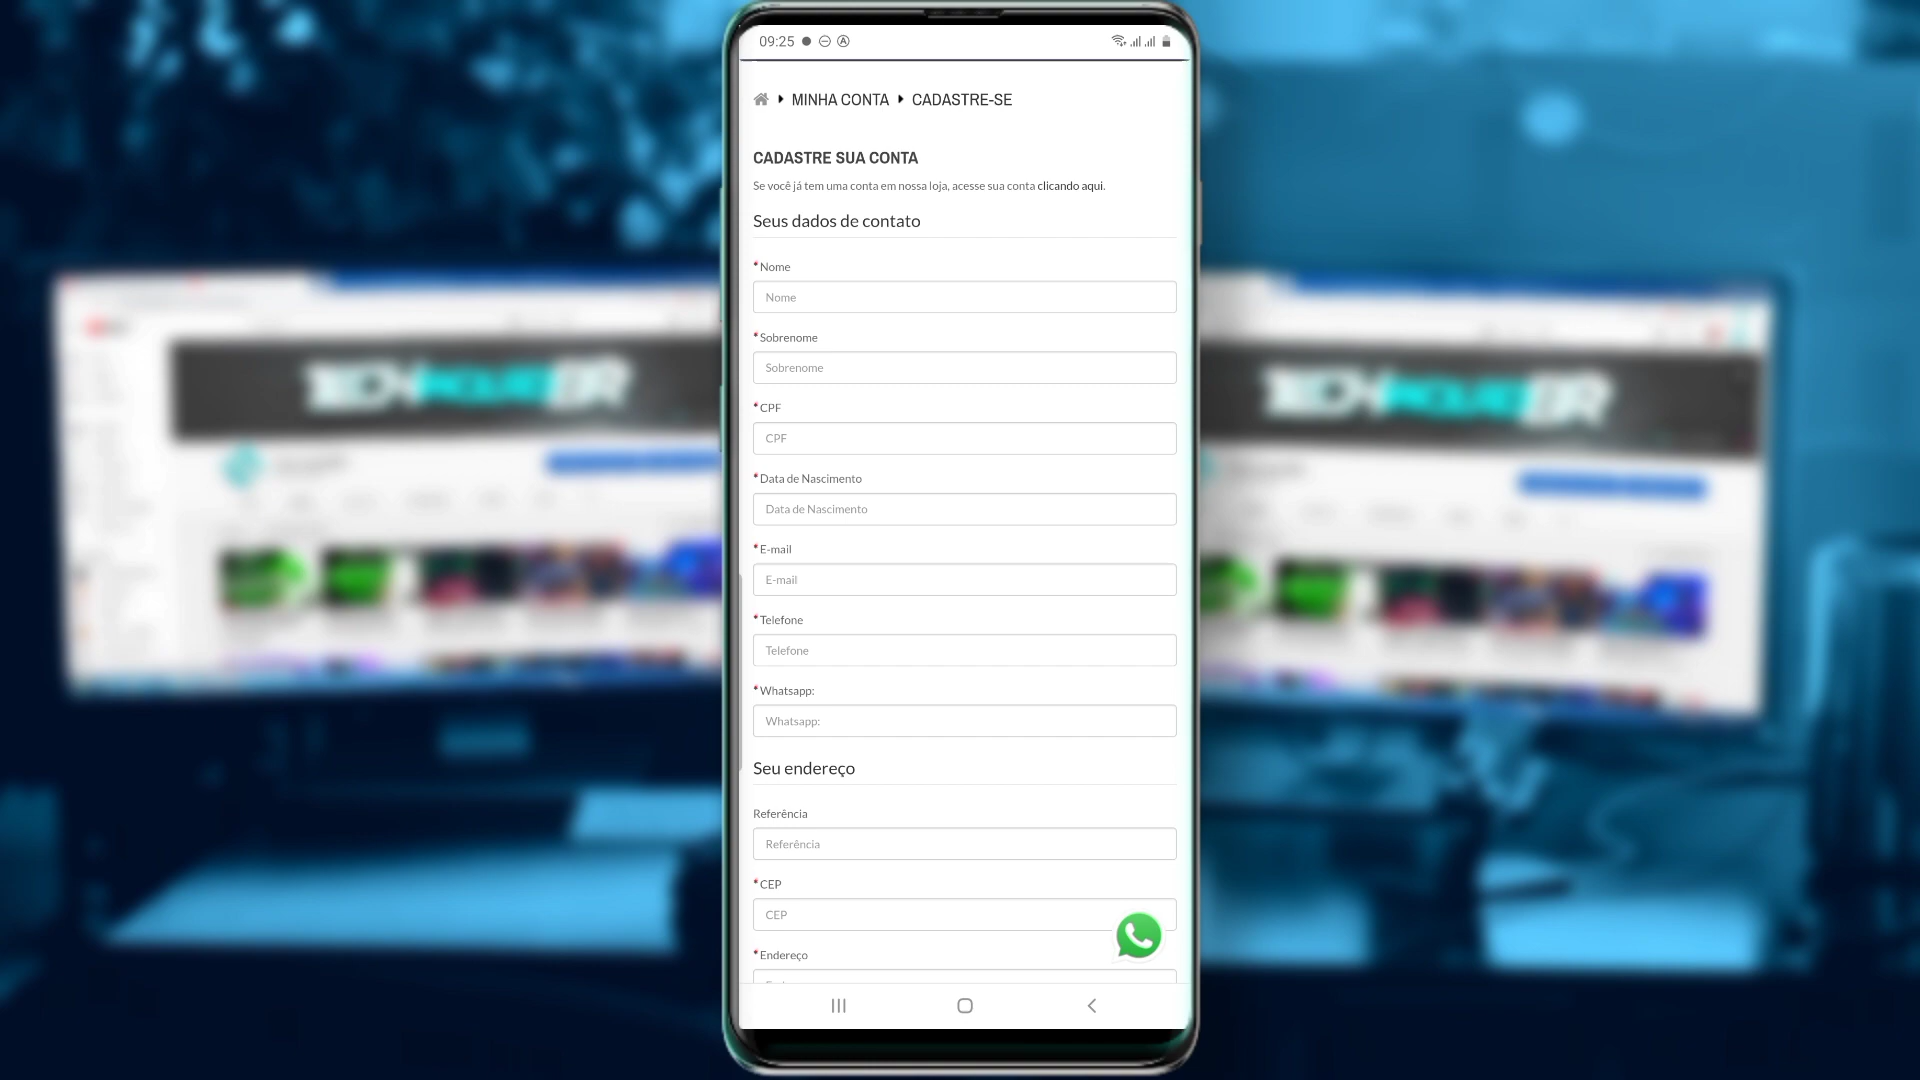 09:25
MINHA CONTA CADASTRE-SE
CADASTRE SUA CONTA
Se você já tem uma conta em nossa loja, acesse sua conta clicando aqui.
Seus dados de contato
* Nome
Nome
* Sobrenome
Sobrenome
* CPF
CPF
* Data de Nascimento
Data de Nascimento
* E-mail
E-mail
* Telefone
Telefone
* Whatsapp:
Whatsapp:
Seu endereço
Referência
Referência
* CEP
CEP
* Endereço